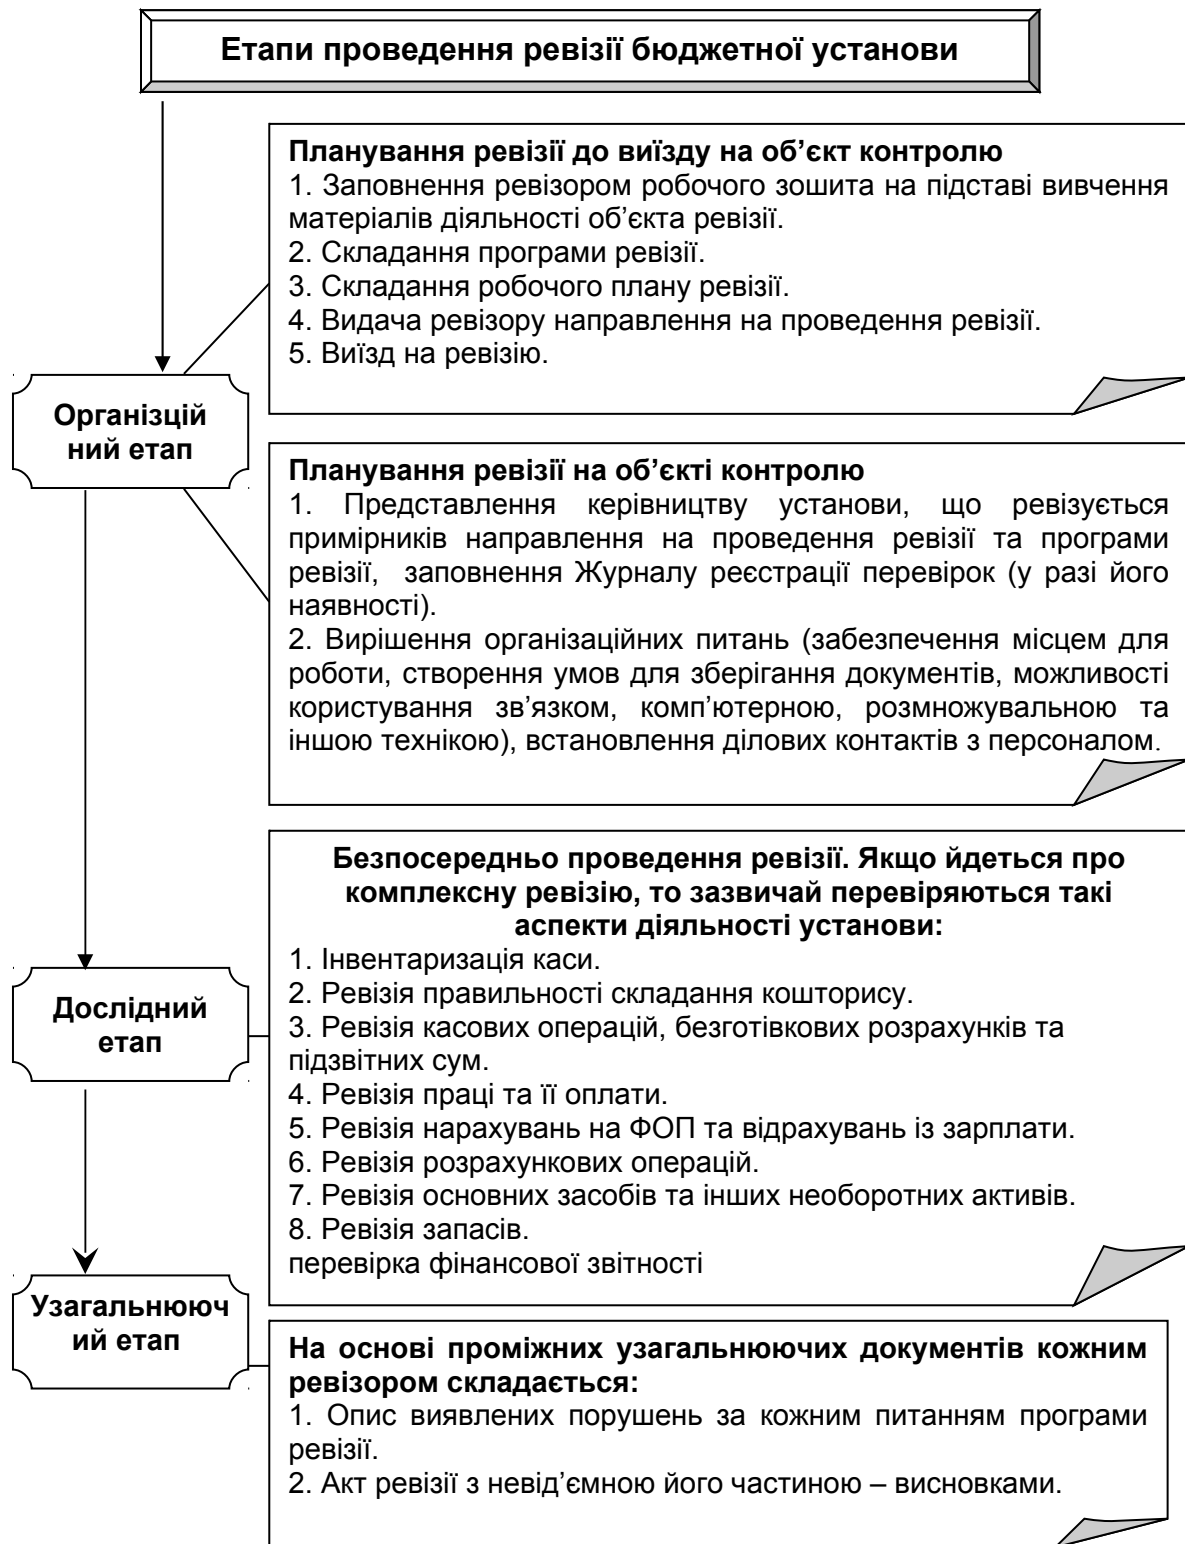 Етапи проведення ревізії бюджетної установи
Планування ревізії до виїзду на об’єкт контролю
1. Заповнення ревізором робочого зошита на підставі вивчення
матеріалів діяльності об’єкта ревізії.
2. Складання програми ревізії.
3. Складання робочого плану ревізії.
4. Видача ревізору направлення на проведення ревізії.
5. Виїзд на ревізію.
Організцій
ний етап
Планування ревізії на об’єкті контролю
1. Представлення керівництву установи, що ревізується
примірників направлення на проведення ревізії та програми
ревізії, заповнення Журналу реєстрації перевірок (у разі його
наявності).
2. Вирішення організаційних питань (забезпечення місцем для
роботи, створення умов для зберігання документів, можливості
користування зв’язком, комп’ютерною, розмножувальною та
іншою технікою), встановлення ділових контактів з персоналом.
Безпосередньо проведення ревізії. Якщо йдеться про
комплексну ревізію, то зазвичай перевіряються такі
аспекти діяльності установи:
1. Інвентаризація каси.
2. Ревізія правильності складання кошторису.
3. Ревізія касових операцій, безготівкових розрахунків та
підзвітних сум.
4. Ревізія праці та її оплати.
5. Ревізія нарахувань на ФОП та відрахувань із зарплати.
6. Ревізія розрахункових операцій.
7. Ревізія основних засобів та інших необоротних активів.
8. Ревізія запасів.
перевірка фінансової звітності
Дослідний
етап
Узагальнююч
ий етап
На основі проміжних узагальнюючих документів кожним
ревізором складається:
1. Опис виявлених порушень за кожним питанням програми
ревізії.
2. Акт ревізії з невід’ємною його частиною – висновками.